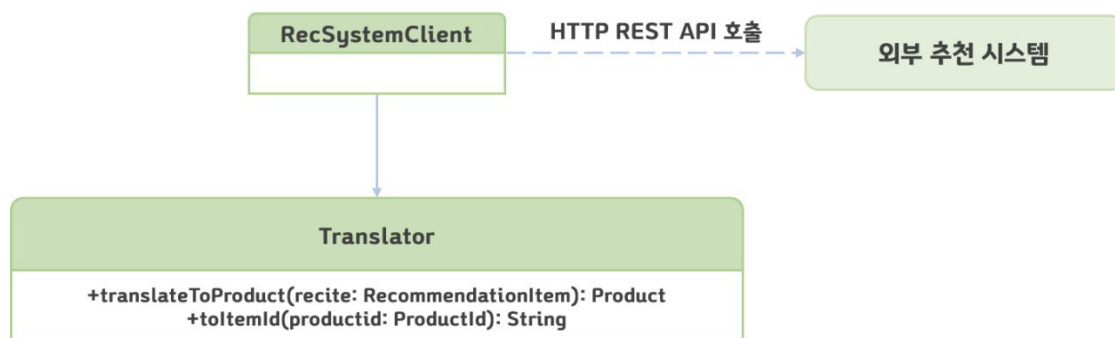 RecSystemClient
HTTP REST API 호출
외부 추천 시스템
Translator
+translateToProduct(recite: RecommendationItem): Product
+toItemId(productid: ProductId): String